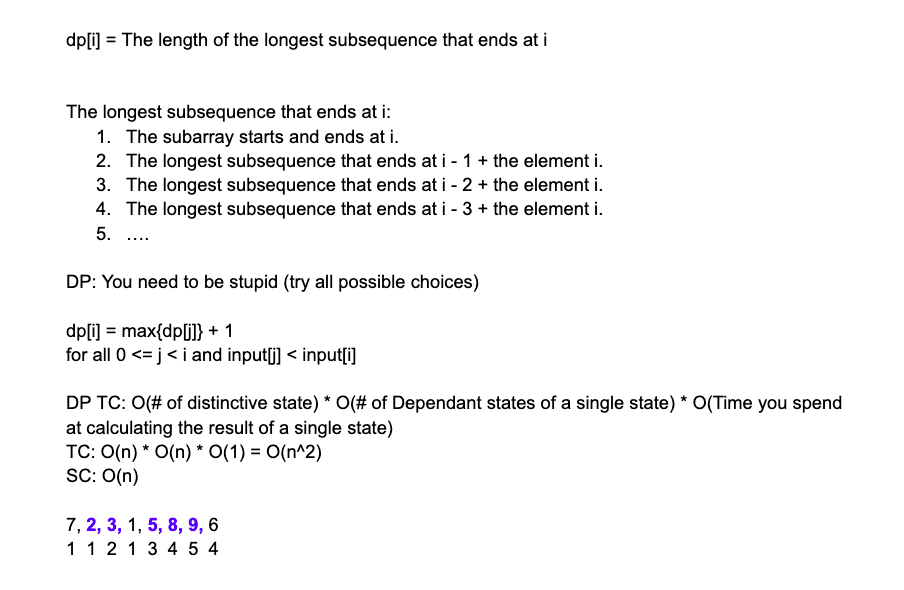 dp[i] = The length of the longest subsequence that ends at i
The longest subsequence that ends at i:
1. The subarray starts and ends at i.
2. The longest subsequence that ends at i - 1 + the element i.
3. The longest subsequence that ends at i - 2 + the element i.
4. The longest subsequence that ends at i - 3 + the element i.
5. ….
DP: You need to be stupid (try all possible choices)
dp[i] = max{dp[j]} + 1
for all 0 <= j < i and input[j] < input[i]
DP TC: O(# of distinctive state) * O(# of Dependant states of a single state) * O(Time you spend
at calculating the result of a single state)
TC: O(n) * O(n) * O(1) = O(n^2)
SC: O(n)
7, 2, 3, 1, 5, 8, 9, 6
1 1 2 1 3 4 5 4